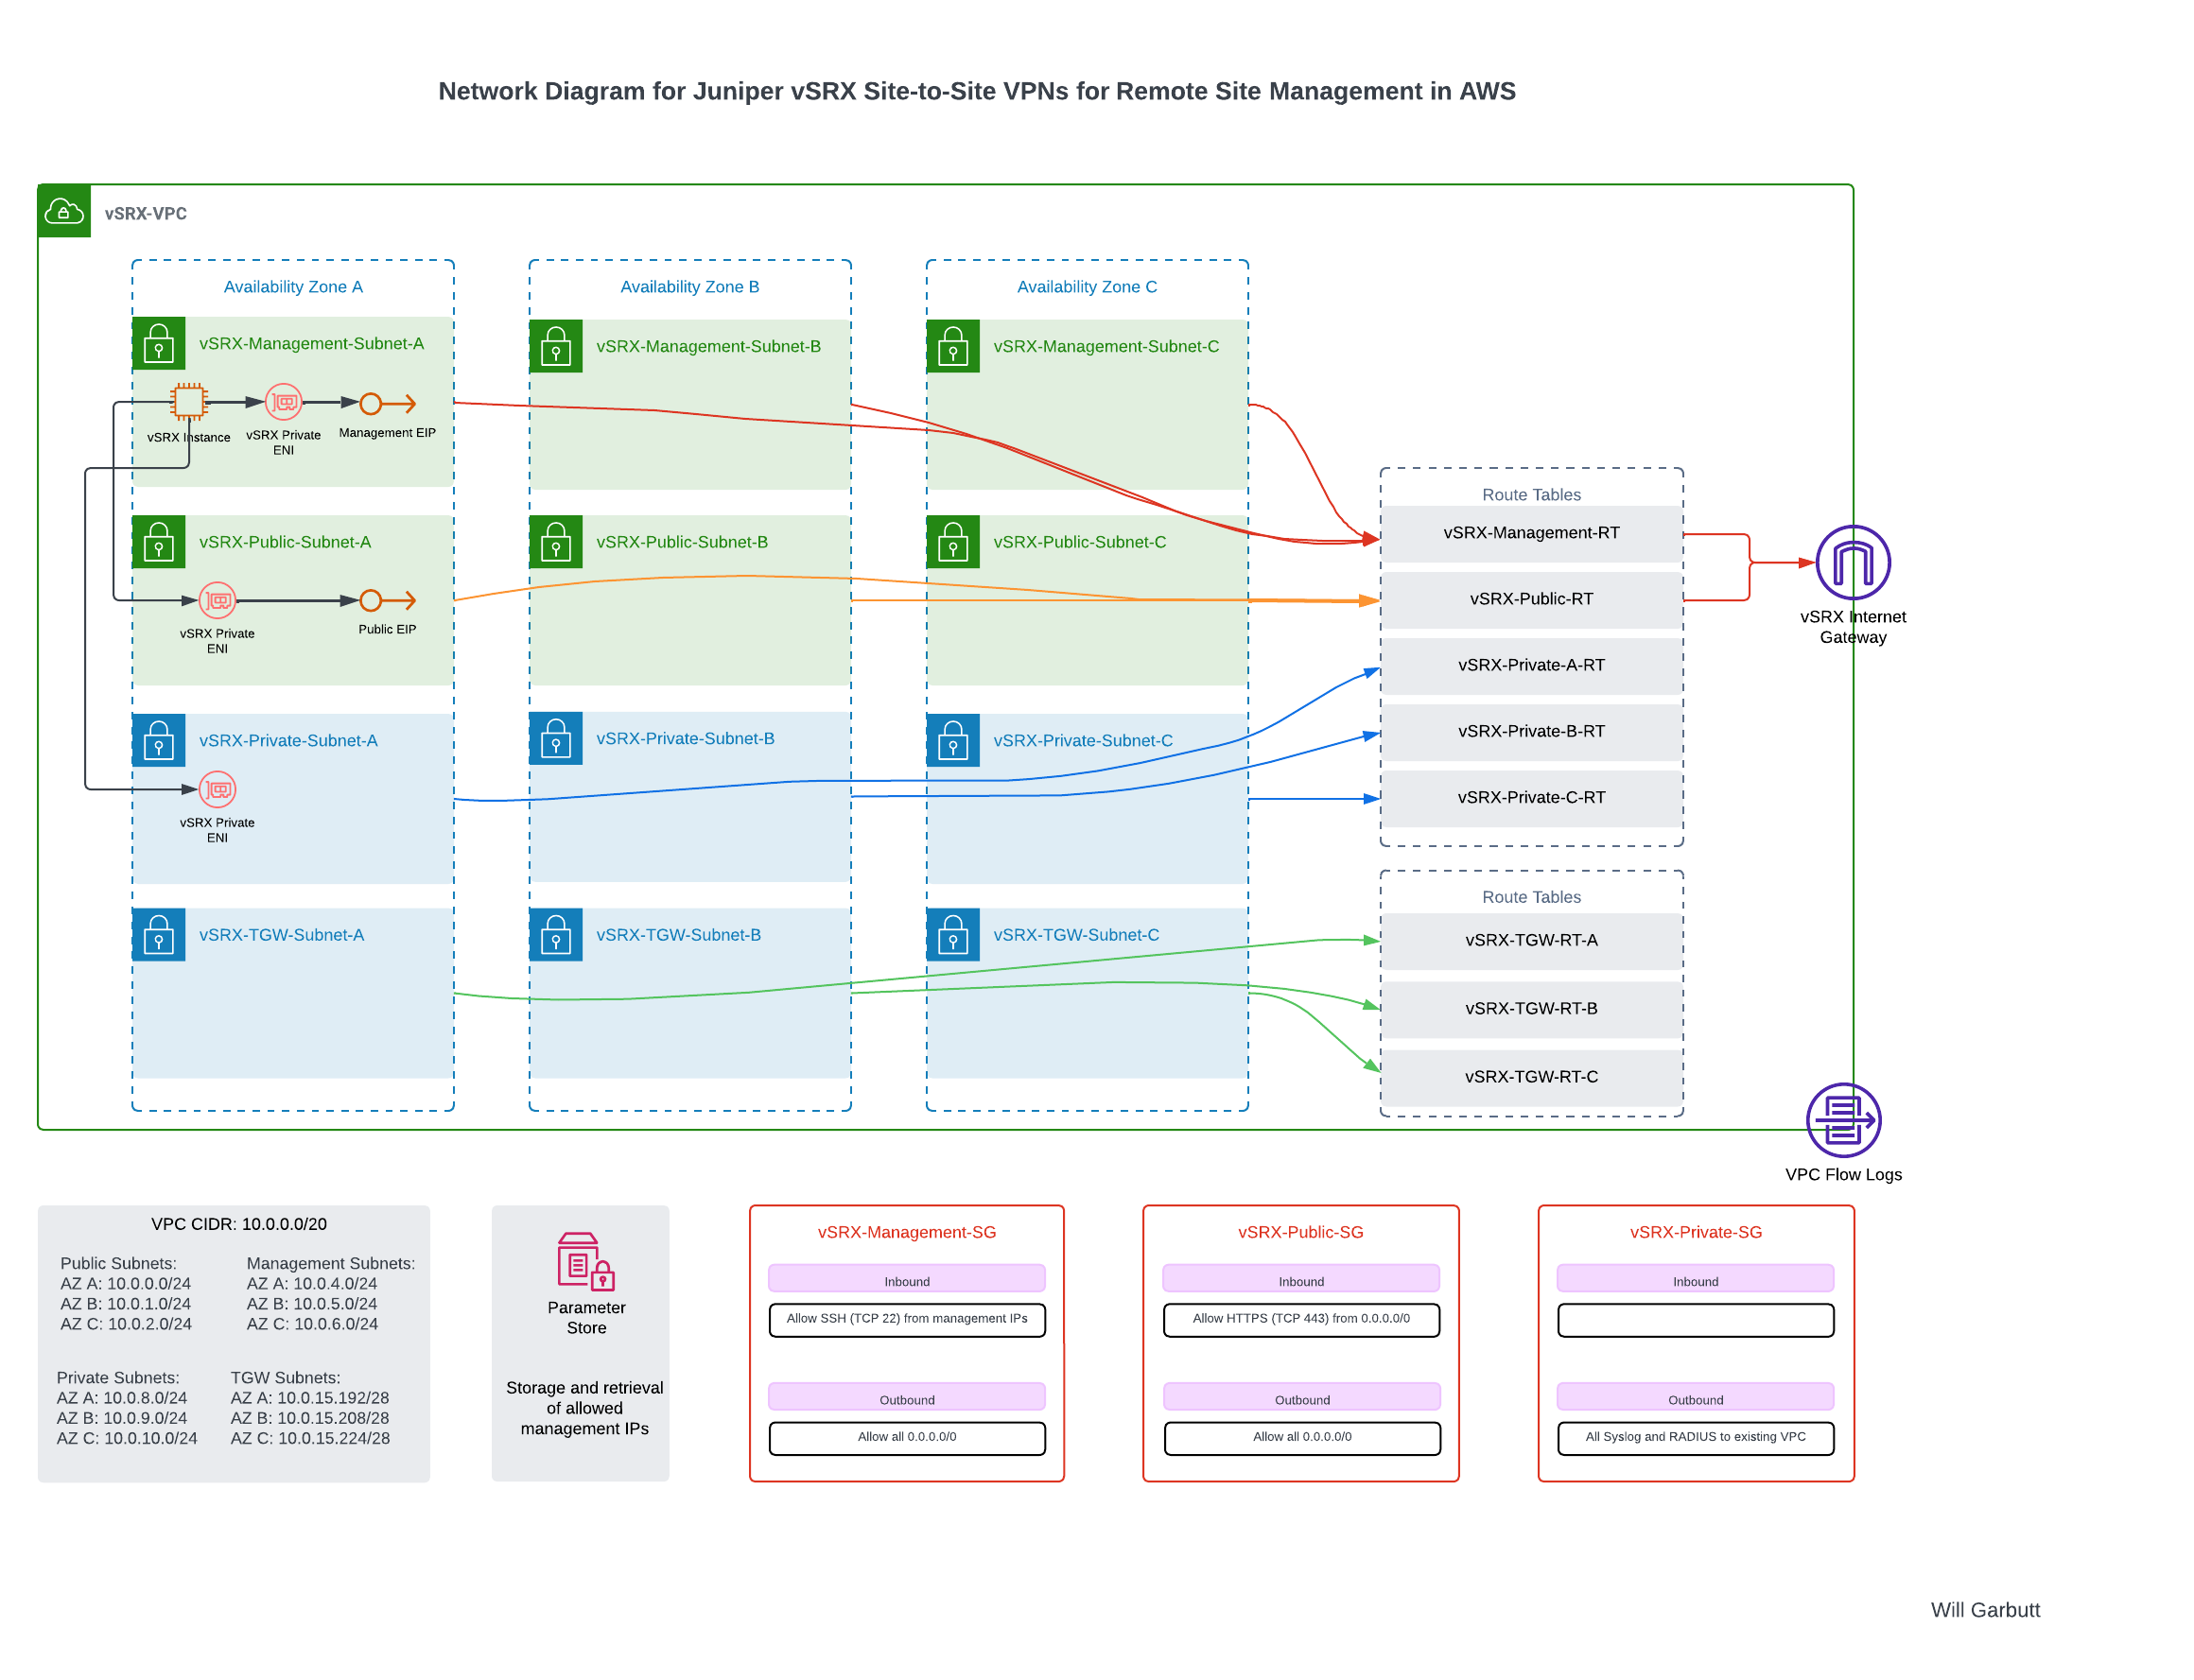 Network Diagram for Juniper vSRX Site-to-Site VPNs for Remote Site Management in AWS
vSRX-VPC
Availability Zone A
vSRX-Management-Subnet-A
vSRX Instance
vSRX Private
ENI
Management EIP
vSRX-Public-Subnet-A
vSRX Private
ENI
Public EIP
vSRX-Private-Subnet-A
vSRX Private
ENI
vSRX-TGW-Subnet-A
Availability Zone B
vSRX-Management-Subnet-B
vSRX-Public-Subnet-B
vSRX-Private-Subnet-B
vSRX-TGW-Subnet-B
Availability Zone C
vSRX-Management-Subnet-C
vSRX-Public-Subnet-C
vSRX-Private-Subnet-C
vSRX-TGW-Subnet-C
Route Tables
vSRX-Management-RT
vSRX-Public-RT
vSRX-Private-A-RT
vSRX-Private-B-RT
vSRX-Private-C-RT
Route Tables
vSRX-TGW-RT-A
vSRX-TGW-RT-B
vSRX-TGW-RT-C
vSRX Internet
Gateway
VPC Flow Logs
VPC CIDR: 10.0.0.0/20
Public Subnets:
AZ A: 10.0.0.0/24
AZ B: 10.0.1.0/24
AZ C: 10.0.2.0/24
Management Subnets:
AZ A: 10.0.4.0/24
AZ B: 10.0.5.0/24
AZ C: 10.0.6.0/24
Private Subnets:
AZ A: 10.0.8.0/24
AZ B: 10.0.9.0/24
AZ C: 10.0.10.0/24
TGW Subnets:
AZ A: 10.0.15.192/28
AZ B: 10.0.15.208/28
AZ C: 10.0.15.224/28
Parameter
Store
Storage and retrieval
of allowed
management IPs
vSRX-Management-SG
Inbound
Allow SSH (TCP 22) from management IPs
Outbound
Allow all 0.0.0.0/0
vSRX-Public-SG
Inbound
Allow HTTPS (TCP 443) from 0.0.0.0/0
Outbound
Allow all 0.0.0.0/0
vSRX-Private-SG
Inbound
Outbound
All Syslog and RADIUS to existing VPC
Will Garbutt